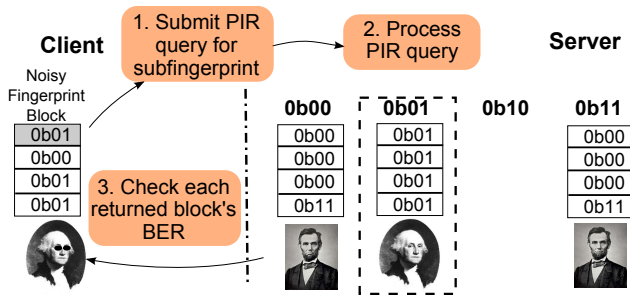 Client
1. Submit PIR
query for
subfingerprint
2. Process
PIR query
Server
Noisy
Fingerprint
Block
0b01
0b00
0b01
0b01
3. Check each
returned block's
BER
0b00
0b00
0b00
0b00
0b11
0b01
0b01
0b01
0b01
0b01
0b10
0b11
0b00
0b00
0b00
0b11